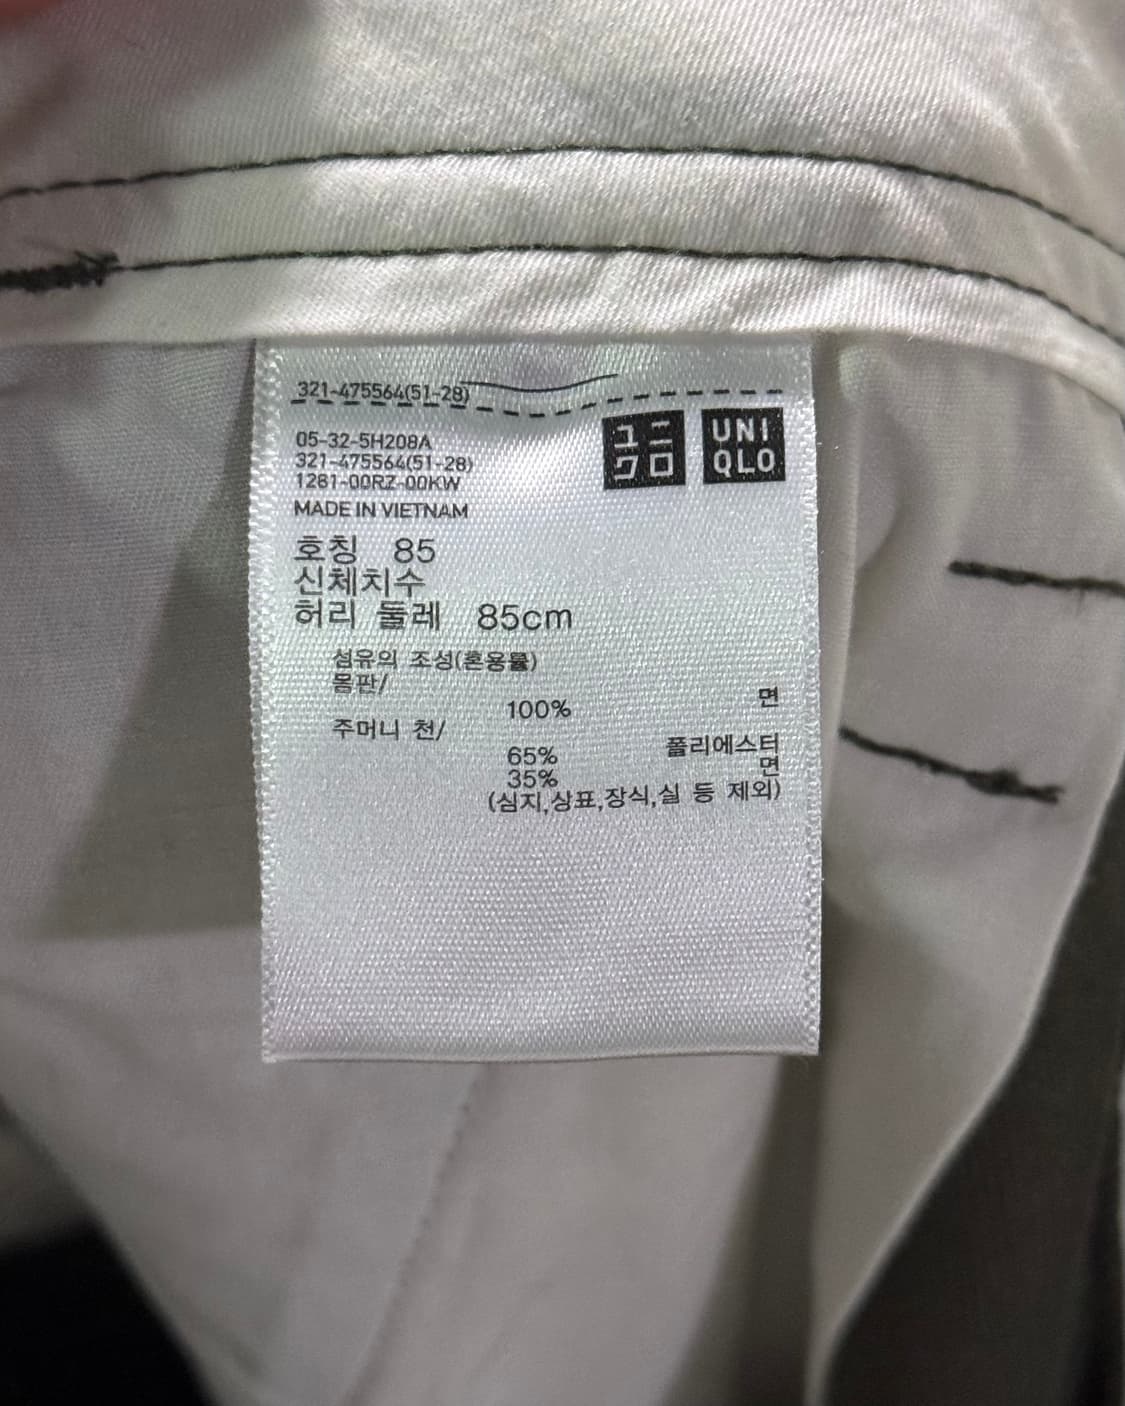 321-475564(51-28)
ユニ
クロ
UNI
QLO
05-32-5H208A
321-475564(51-28)
1281-00RZ-00KW
MADE IN VIETNAM
호칭 85
신체치수
허리 둘레 85cm
섬유의 조성(혼용률)
몸판/
100% 면
주머니 천/
65% 폴리에스터
35% 면
(심지,상표,장식,실 등 제외)